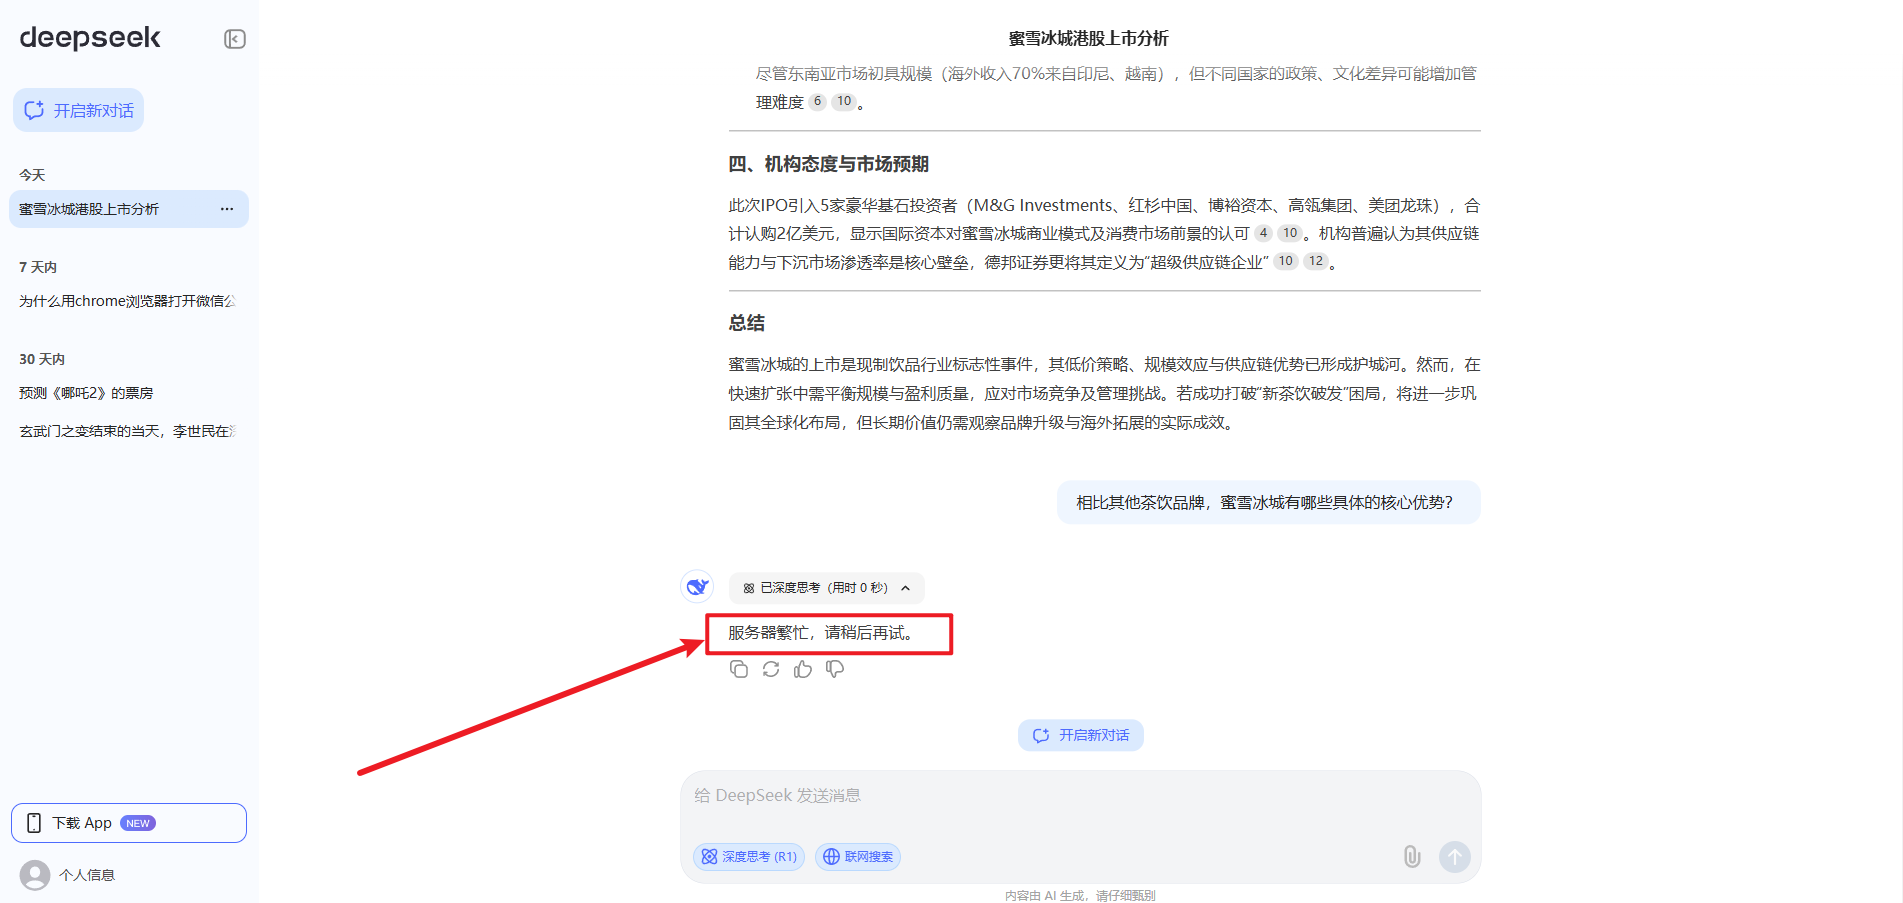 deepseek
开启新对话
今天
蜜雪冰城港股上市分析
7 天内
为什么用chrome浏览器打开微信公
30 天内
预测《哪吒2》的票房
玄武门之变结束的当天，李世民在
下载 App NEW
个人信息
蜜雪冰城港股上市分析
尽管东南亚市场初具规模（海外收入70%来自印尼、越南），但不同国家的政策、文化差异可能增加管
理难度 6 10 。
四、机构态度与市场预期
此次IPO引入5家豪华基石投资者（M&G Investments、红杉中国、博裕资本、高瓴集团、美团龙珠），合
计认购2亿美元，显示国际资本对蜜雪冰城商业模式及消费市场前景的认可 4 10 。机构普遍认为其供应链
能力与下沉市场渗透率是核心壁垒，德邦证券更将其定义为“超级供应链企业” 10 12 。
总结
蜜雪冰城的上市是现制饮品行业标志性事件，其低价策略、规模效应与供应链优势已形成护城河。然而，在
快速扩张中需平衡规模与盈利质量，应对市场竞争及管理挑战。若成功打破“新茶饮破发”困局，将进一步巩
固其全球化布局，但长期价值仍需观察品牌升级与海外拓展的实际成效。
相比其他茶饮品牌，蜜雪冰城有哪些具体的核心优势？
已深度思考（用时 0 秒）
服务器繁忙，请稍后再试。
开启新对话
给 DeepSeek 发送消息
深度思考 (R1) 联网搜索
内容由 AI 生成，请仔细甄别